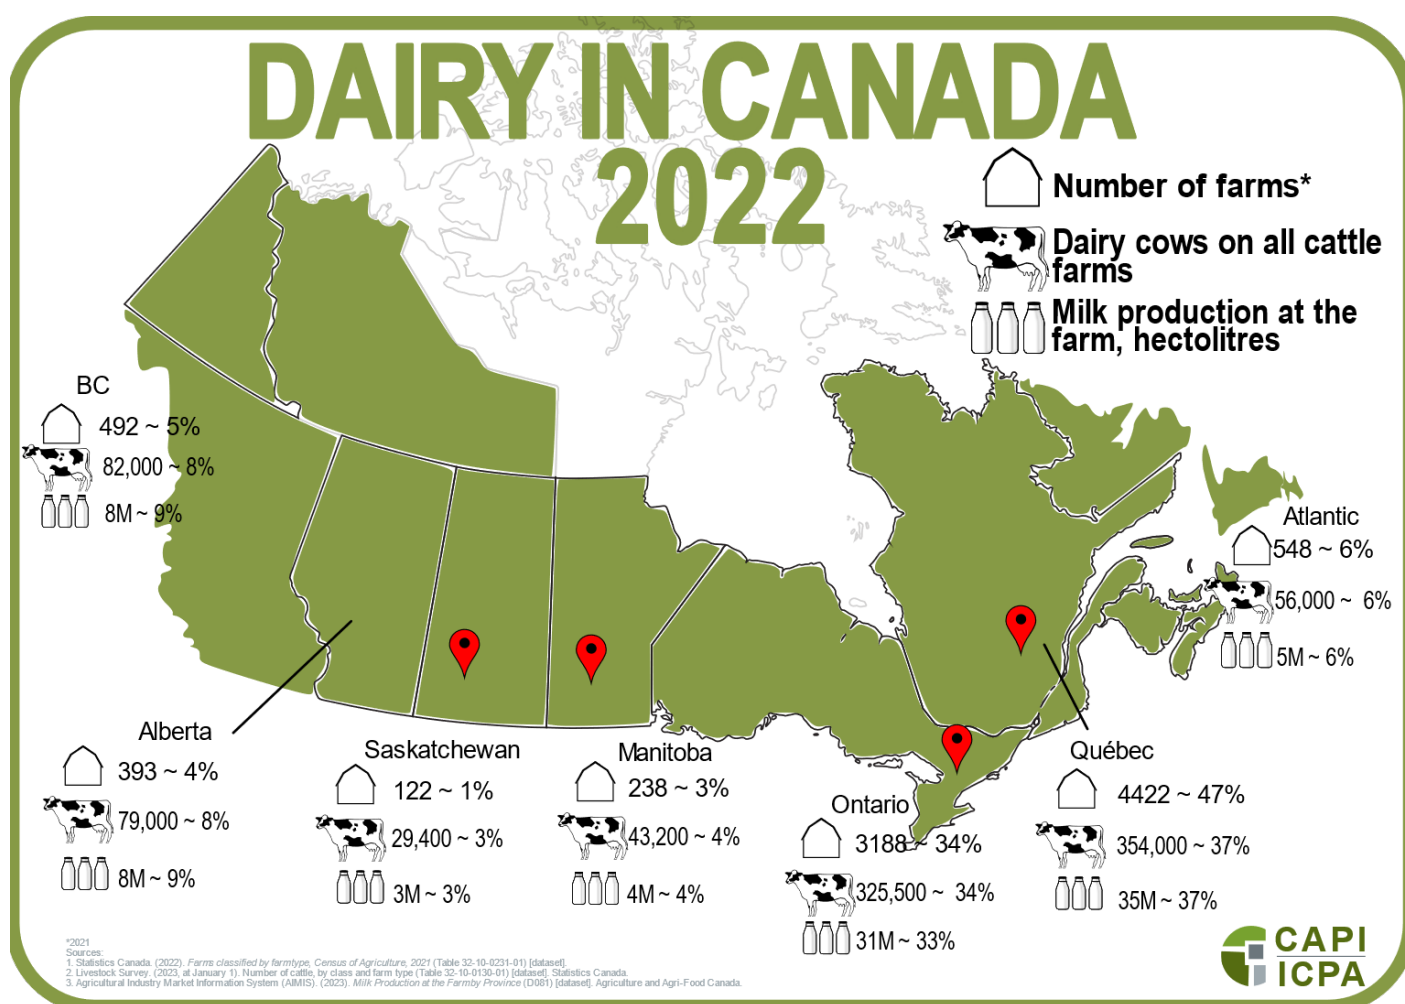 DAIRY IN CANADA
2022
Number of farms*
Dairy cows on all cattle
farms
Milk production at the
farm, hectolitres
BC
492 ~ 5%
82,000 ~ 8%
8M ~ 9%
Atlantic
548 ~ 6%
56,000 ~ 6%
5M ~ 6%
Alberta
393 ~ 4%
79,000 ~ 8%
8M ~ 9%
Saskatchewan
122 ~ 1%
29,400 ~ 3%
3M ~ 3%
Manitoba
238 ~ 3%
43,200 ~ 4%
4M ~ 4%
Ontario
3188 ~ 34%
325,500 ~ 34%
31M ~ 33%
Québec
4422 ~ 47%
354,000 ~ 37%
35M ~ 37%
*2021
Sources:
1. Statistics Canada. (2022). Farms classified by farmtype, Census of Agriculture, 2021 (Table 32-10-0231-01) [dataset].
2. Livestock Survey. (2023, at January 1). Number of cattle, by class and farm type (Table 32-10-0130-01) [dataset]. Statistics Canada.
3. Agricultural Industry Market Information System (AIMIS). (2023). Milk Production at the Farmby Province (D081) [dataset]. Agriculture and Agri-Food Canada.
CAPI
ICPA